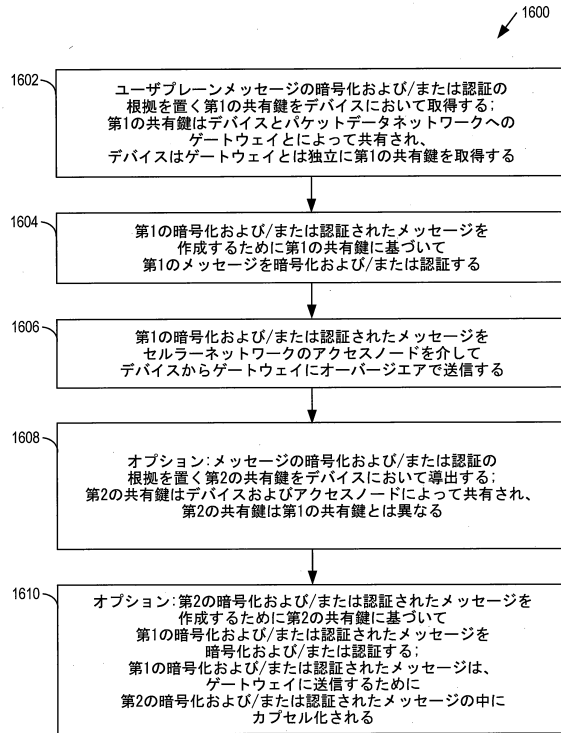 1600
1602
ユーザプレーンメッセージの暗号化および/または認証の
根拠を置く第1の共有鍵をデバイスにおいて取得する;
第1の共有鍵はデバイスとパケットデータネットワークへの
ゲートウェイとによって共有され、
デバイスはゲートウェイとは独立に第1の共有鍵を取得する
1604
第1の暗号化および/または認証されたメッセージを
作成するために第1の共有鍵に基づいて
第1のメッセージを暗号化および/または認証する
1606
第1の暗号化および/または認証されたメッセージを
セルラーネットワークのアクセスノードを介して
デバイスからゲートウェイにオーバージエアで送信する
1608
オプション:メッセージの暗号化および/または認証の
根拠を置く第2の共有鍵をデバイスにおいて導出する;
第2の共有鍵はデバイスおよびアクセスノードによって共有され、
第2の共有鍵は第1の共有鍵とは異なる
1610
オプション:第2の暗号化および/または認証されたメッセージを
作成するために第2の共有鍵に基づいて
第1の暗号化および/または認証されたメッセージを
暗号化および/または認証する;
第1の暗号化および/または認証されたメッセージは、
ゲートウェイに送信するために
第2の暗号化および/または認証されたメッセージの中に
カプセル化される